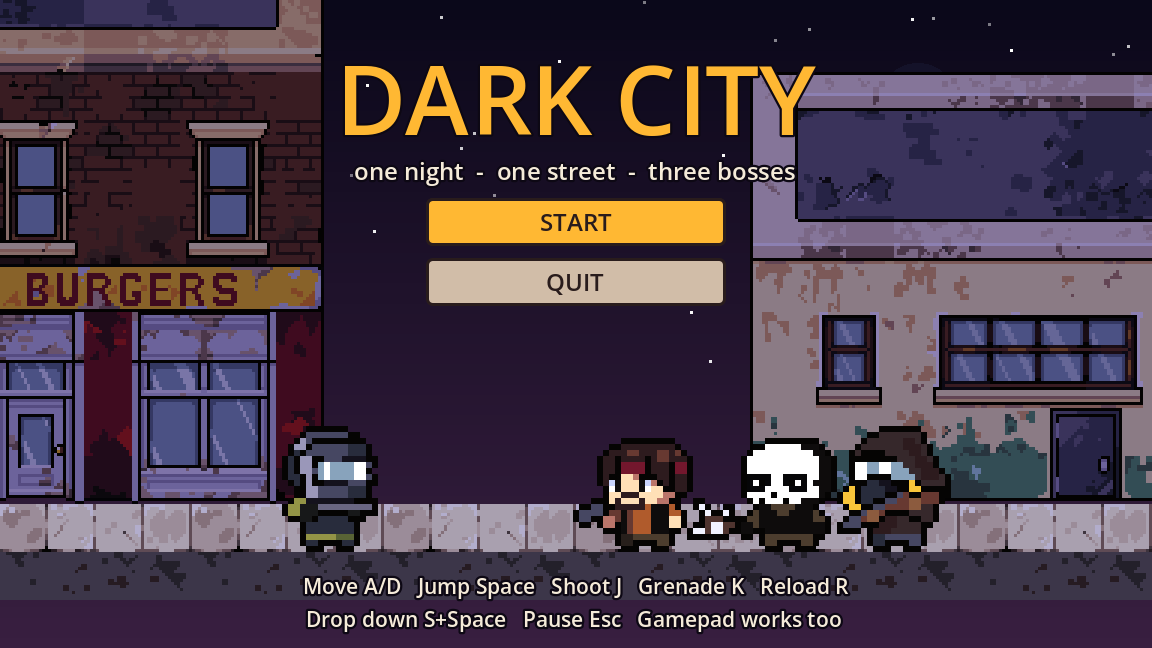 DARK CITY
one night - one street - three bosses
START
QUIT
BURGERS
Move A/D Jump Space Shoot J Grenade K Reload R
Drop down S+Space Pause Esc Gamepad works too